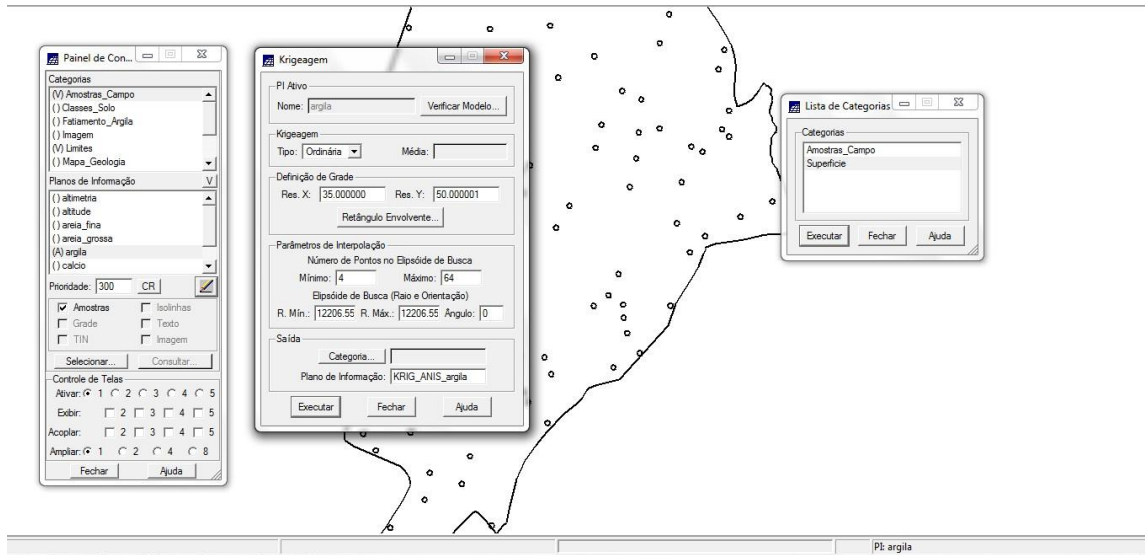 Painel de Con...
Categorias
(V) Amostras_Campo
( ) Classes_Solo
( ) Fatiamento_Argila
( ) Imagem
(V) Limites
( ) Mapa_Geologia
Planos de Informação V
( ) altimetria
( ) altitude
( ) areia_fina
( ) areia_grossa
(A) argila
( ) calcio
Prioridade: 300 CR
Amostras Isolinhas
Grade Texto
TIN Imagem
Selecionar... Consultar...
Controle de Telas
Ativar: 1 2 3 4 5
Exibir: 2 3 4 5
Acoplar: 2 3 4 5
Ampliar: 1 2 4 8
Fechar Ajuda
Krigeagem
PI Ativo
Nome: argila Verificar Modelo...
Krigeagem
Tipo: Ordinária Média:
Definição de Grade
Res. X: 35.000000 Res. Y: 50.000001
Retângulo Envolvente...
Parâmetros de Interpolação
Número de Pontos no Elipsóide de Busca
Mínimo: 4 Máximo: 64
Elipsóide de Busca (Raio e Orientação)
R. Mín.: 12206.55 R. Máx.: 12206.55 Ângulo: 0
Saída
Categoria...
Plano de Informação: KRIG_ANIS_argila
Executar Fechar Ajuda
Lista de Categorias
Categorias
Amostras_Campo
Superficie
Executar Fechar Ajuda
PI: argila